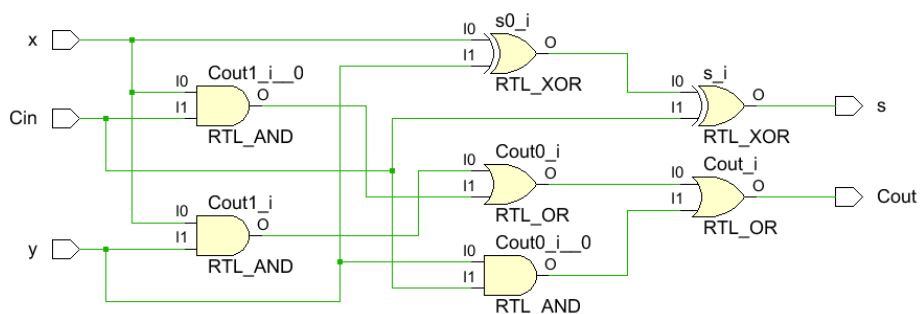 x
Cin
y
Cout1_i__0
I0
I1
O
RTL_AND
Cout1_i
I0
I1
O
RTL_AND
s0_i
I0
I1
O
RTL_XOR
Cout0_i
I0
I1
O
RTL_OR
Cout0_i__0
I0
I1
O
RTL_AND
s_i
I0
I1
O
RTL_XOR
Cout_i
I0
I1
O
RTL_OR
s
Cout